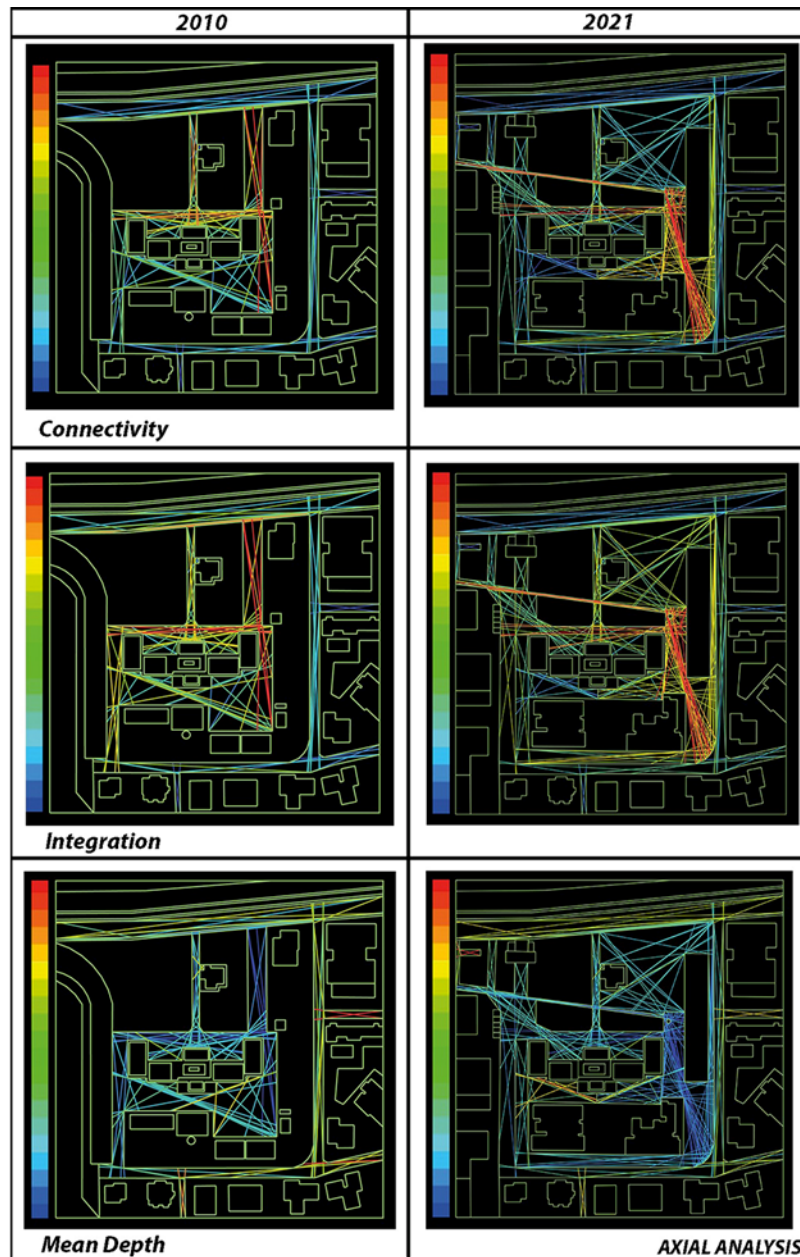 2010
2021
Connectivity
Integration
Mean Depth
AXIAL ANALYSIS